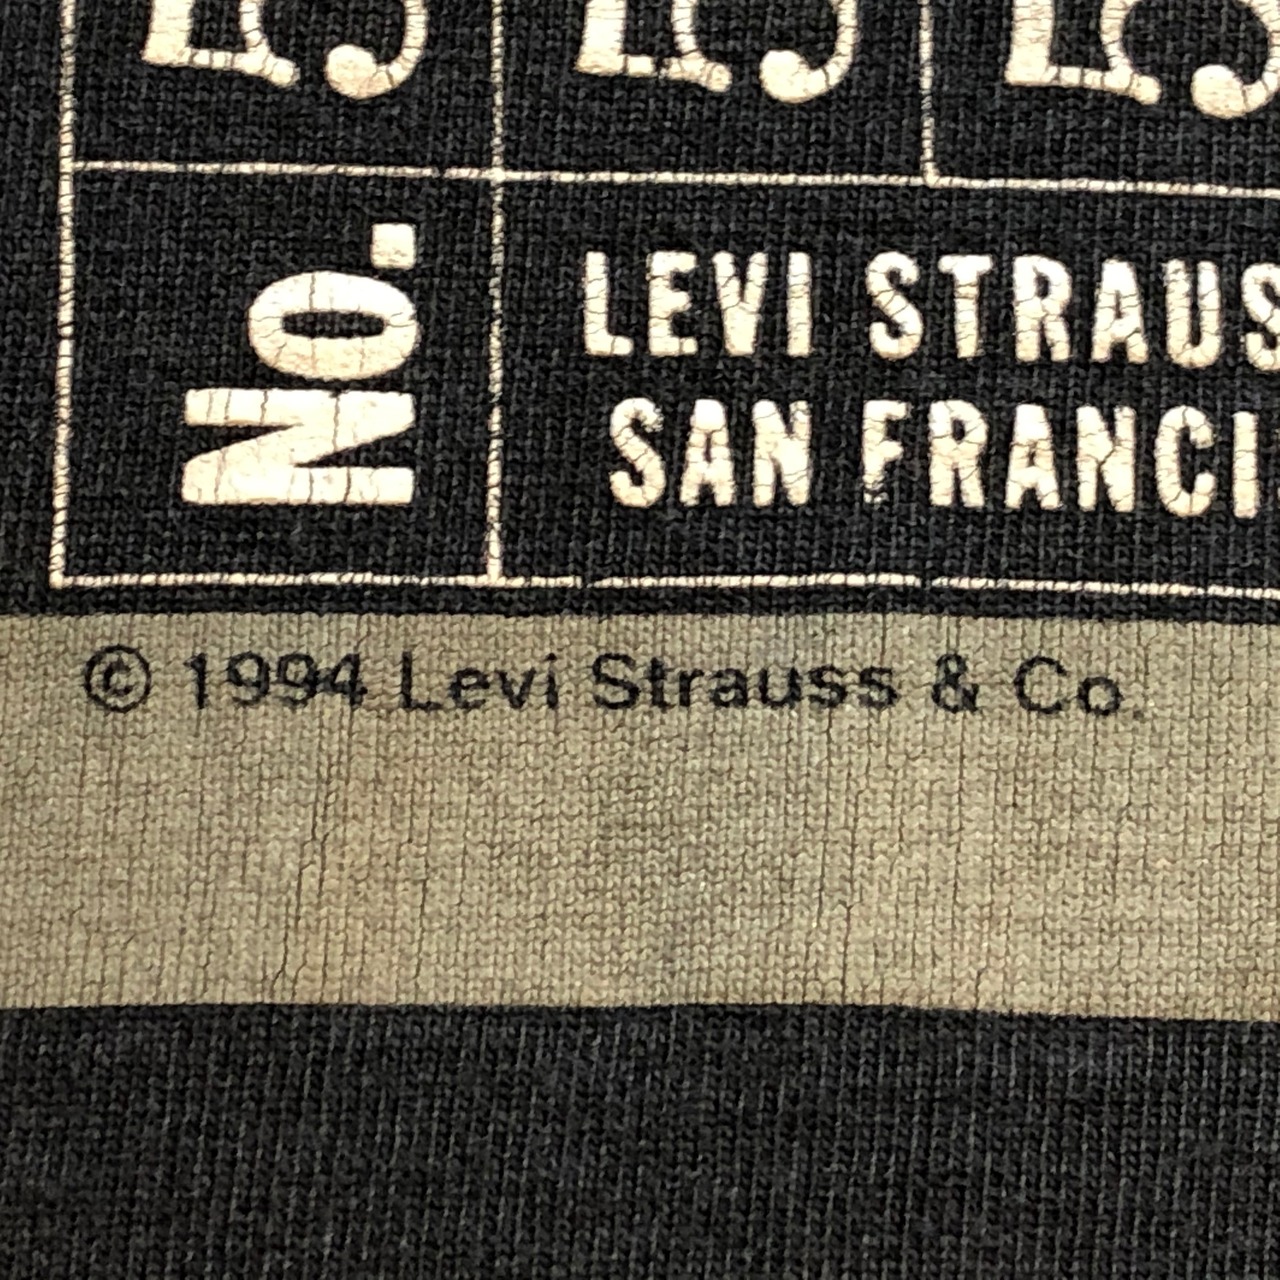 No.
LEVI STRAUS
SAN FRANCI
© 1994 Levi Strauss & Co.